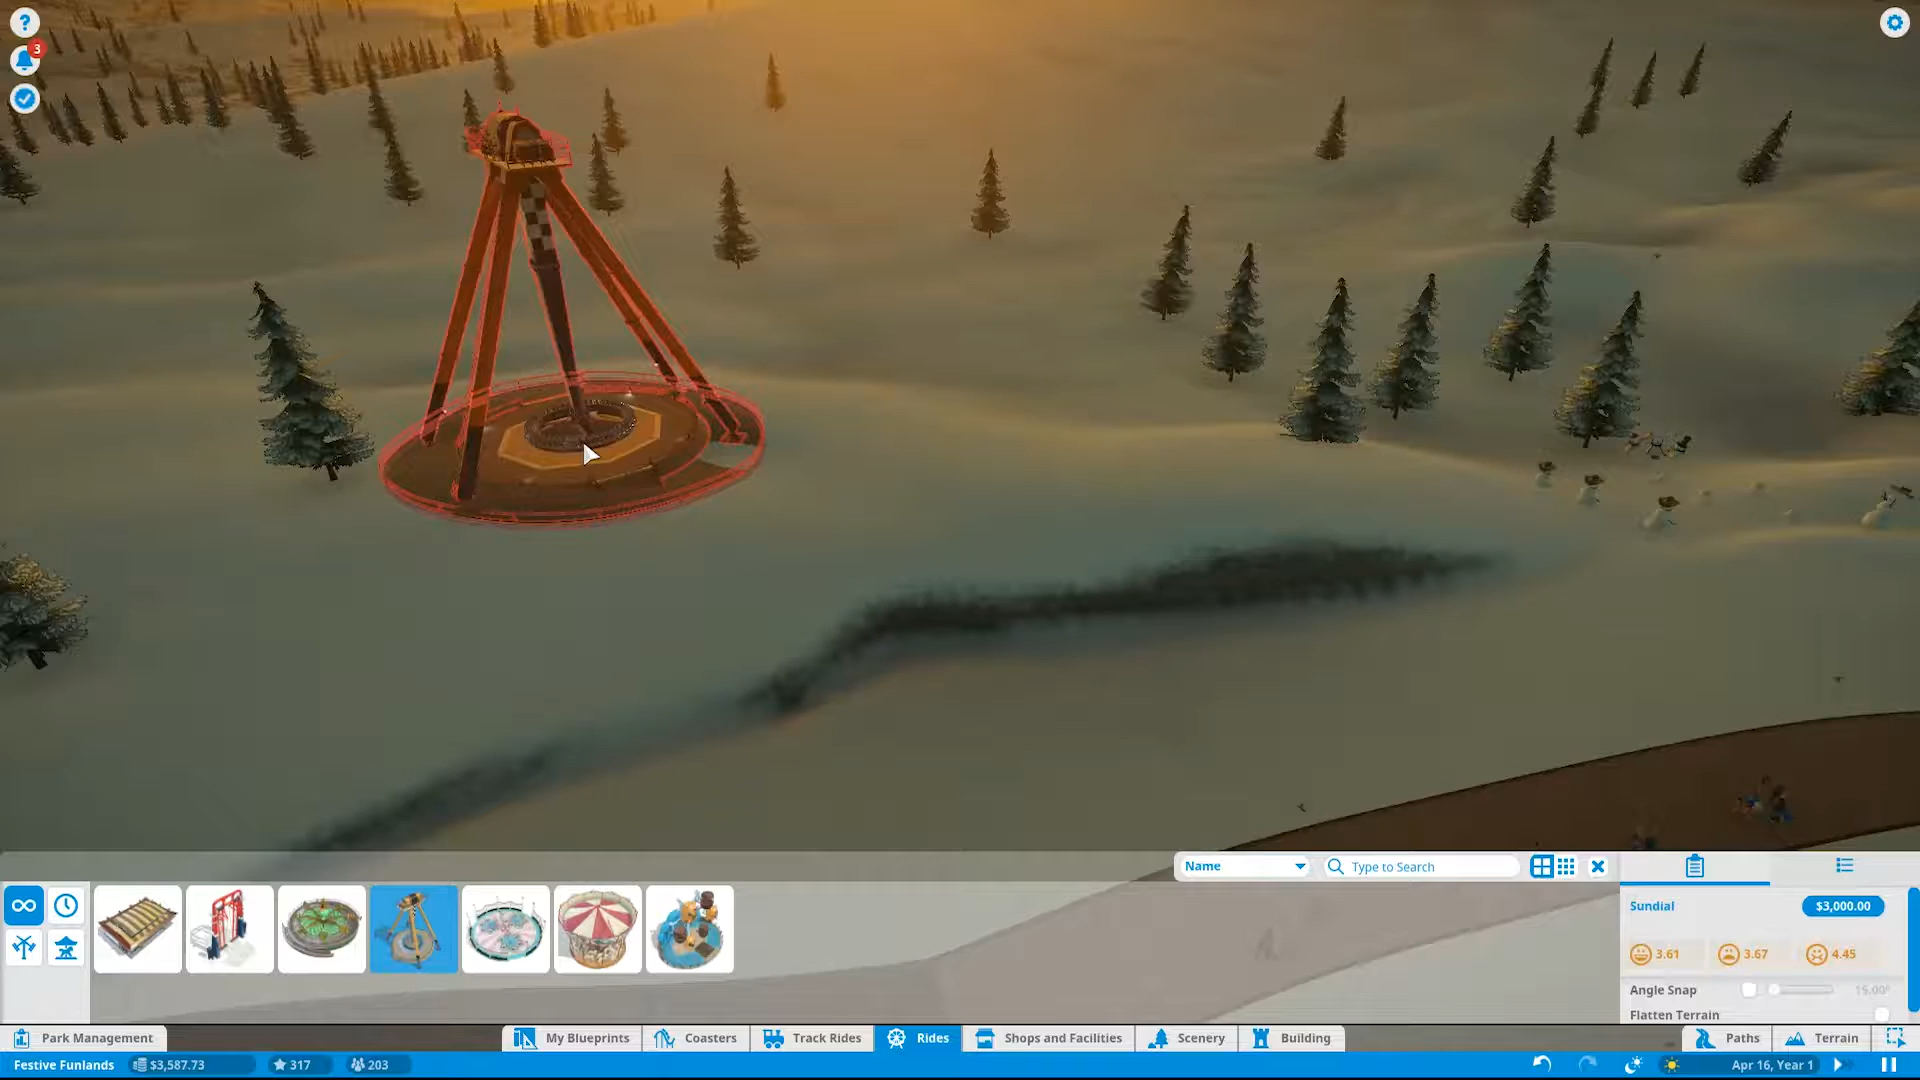 ?
3
Name
Type to Search
Sundial
$3,000.00
3.61
3.67
4.45
Angle Snap
15.00°
Flatten Terrain
Park Management
My Blueprints
Coasters
Track Rides
Rides
Shops and Facilities
Scenery
Building
Paths
Terrain
Festive Funlands
$3,587.73
317
203
Apr 16, Year 1